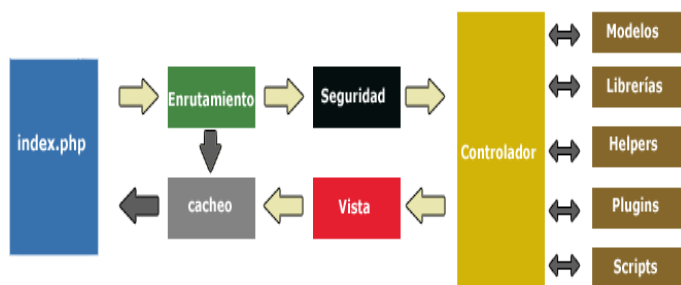 index.php
Enrutamiento
Seguridad
cacheo
Vista
Controlador
Modelos
Librerías
Helpers
Plugins
Scripts